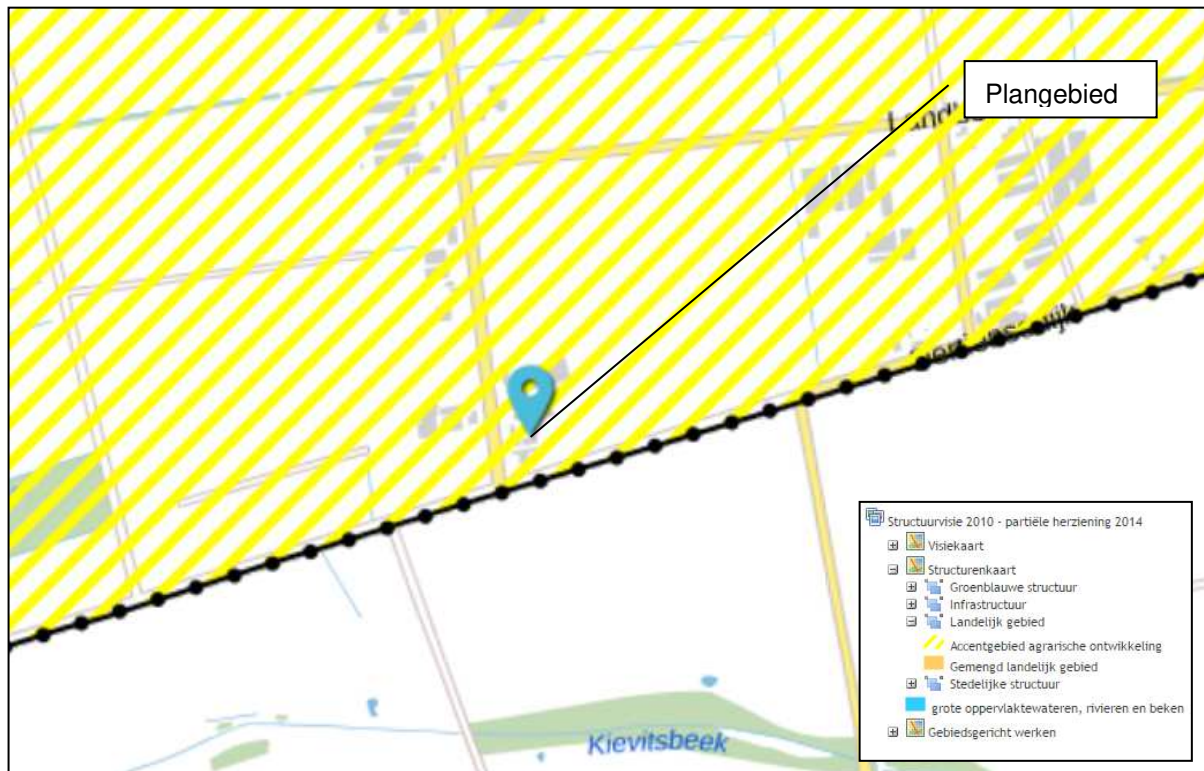 Plangebied
Kievitsbeek
Structuurvisie 2010 - partiële herziening 2014
Visiekaart
Structurenkaart
Groenblauwe structuur
Infrastructuur
Landelijk gebied
Accentgebied agrarische ontwikkeling
Gemengd landelijk gebied
Stedelijke structuur
grote oppervlaktewateren, rivieren en beken
Gebiedsgericht werken